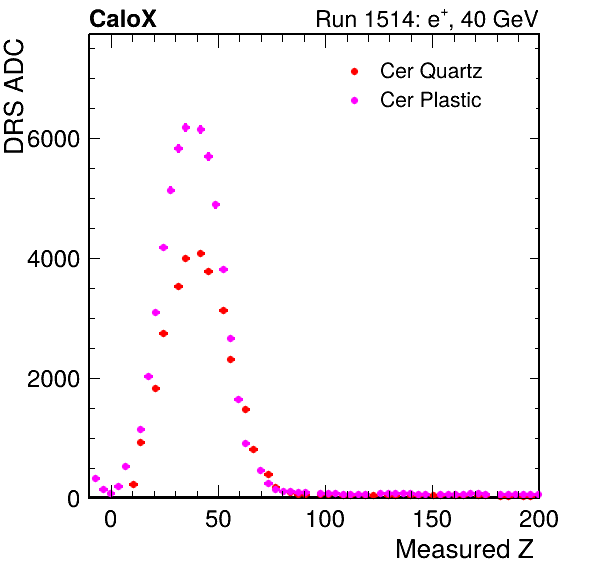 CaloX Run 1514: e⁺, 40 GeV
DRS ADC
Cer Quartz
Cer Plastic
6000
4000
2000
0
0 50 100 150 200
Measured Z